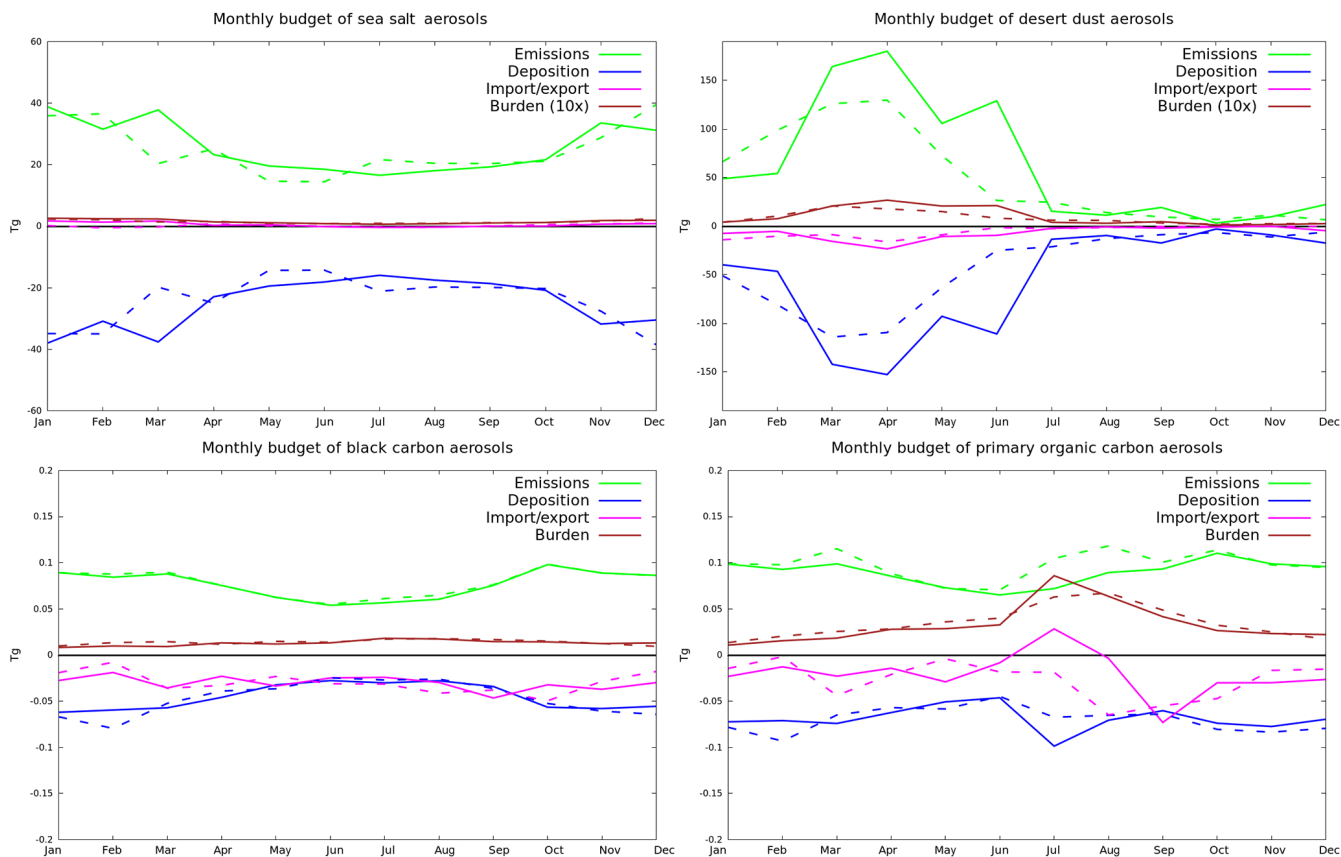 Monthly budget of sea salt aerosols
60
40
20
0
-20
-40
-60
Tg
Emissions
Deposition
Import/export
Burden (10x)
Jan Feb Mar Apr May Jun Jul Aug Sep Oct Nov Dec
Monthly budget of desert dust aerosols
150
100
50
0
-50
-100
-150
Tg
Emissions
Deposition
Import/export
Burden (10x)
Jan Feb Mar Apr May Jun Jul Aug Sep Oct Nov Dec
Monthly budget of black carbon aerosols
0.2
0.15
0.1
0.05
0
-0.05
-0.1
-0.15
-0.2
Tg
Emissions
Deposition
Import/export
Burden
Jan Feb Mar Apr May Jun Jul Aug Sep Oct Nov Dec
Monthly budget of primary organic carbon aerosols
0.2
0.15
0.1
0.05
0
-0.05
-0.1
-0.15
-0.2
Tg
Emissions
Deposition
Import/export
Burden
Jan Feb Mar Apr May Jun Jul Aug Sep Oct Nov Dec